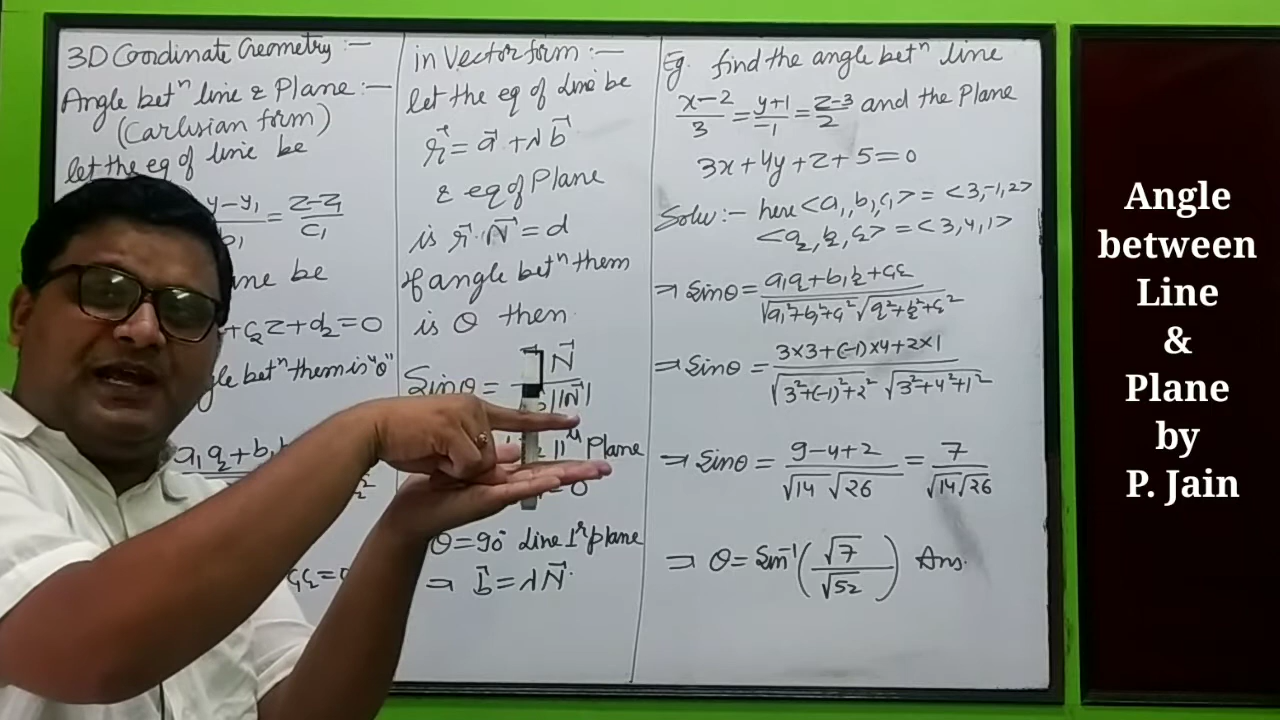 3D Coordinate Geometry :—
Angle betⁿ line & Plane :—
(Cartesian form)
let the eq of line be
y-y₁/b₁ = z-z₁/c₁
ane be
+c₂z+d₂=0
gle betⁿ them is "θ"
a₁a₂+b₁b
c₁c₂=0
in Vector form :—
let the eq of line be
r⃗ = a⃗ + λb⃗
& eq of Plane
is r⃗.N⃗ = d
if angle betⁿ them
is θ then
Sinθ = N⃗/|N⃗|
∥ˡ Plane
= 0
θ=90° line ⊥ʳ plane
⇒ b⃗ = λN⃗.
Eg. find the angle betⁿ line
x-2/3 = y+1/-1 = z-3/2 and the Plane
3x+4y+z+5=0
Solu:- here <a₁,b₁,c₁> = <3,-1,2>
<a₂,b₂,c₂> = <3,4,1>
⇒ Sinθ = a₁a₂+b₁b₂+c₁c₂/√a₁²+b₁²+c₁² √a₂²+b₂²+c₂²
⇒ Sinθ = 3×3+(-1)×4+2×1/√3²+(-1)²+2² √3²+4²+1²
⇒ Sinθ = 9-4+2/√14 √26 = 7/√14√26
⇒ θ = Sin⁻¹(√7/√52) Ans.
Angle
between
Line
&
Plane
by
P. Jain